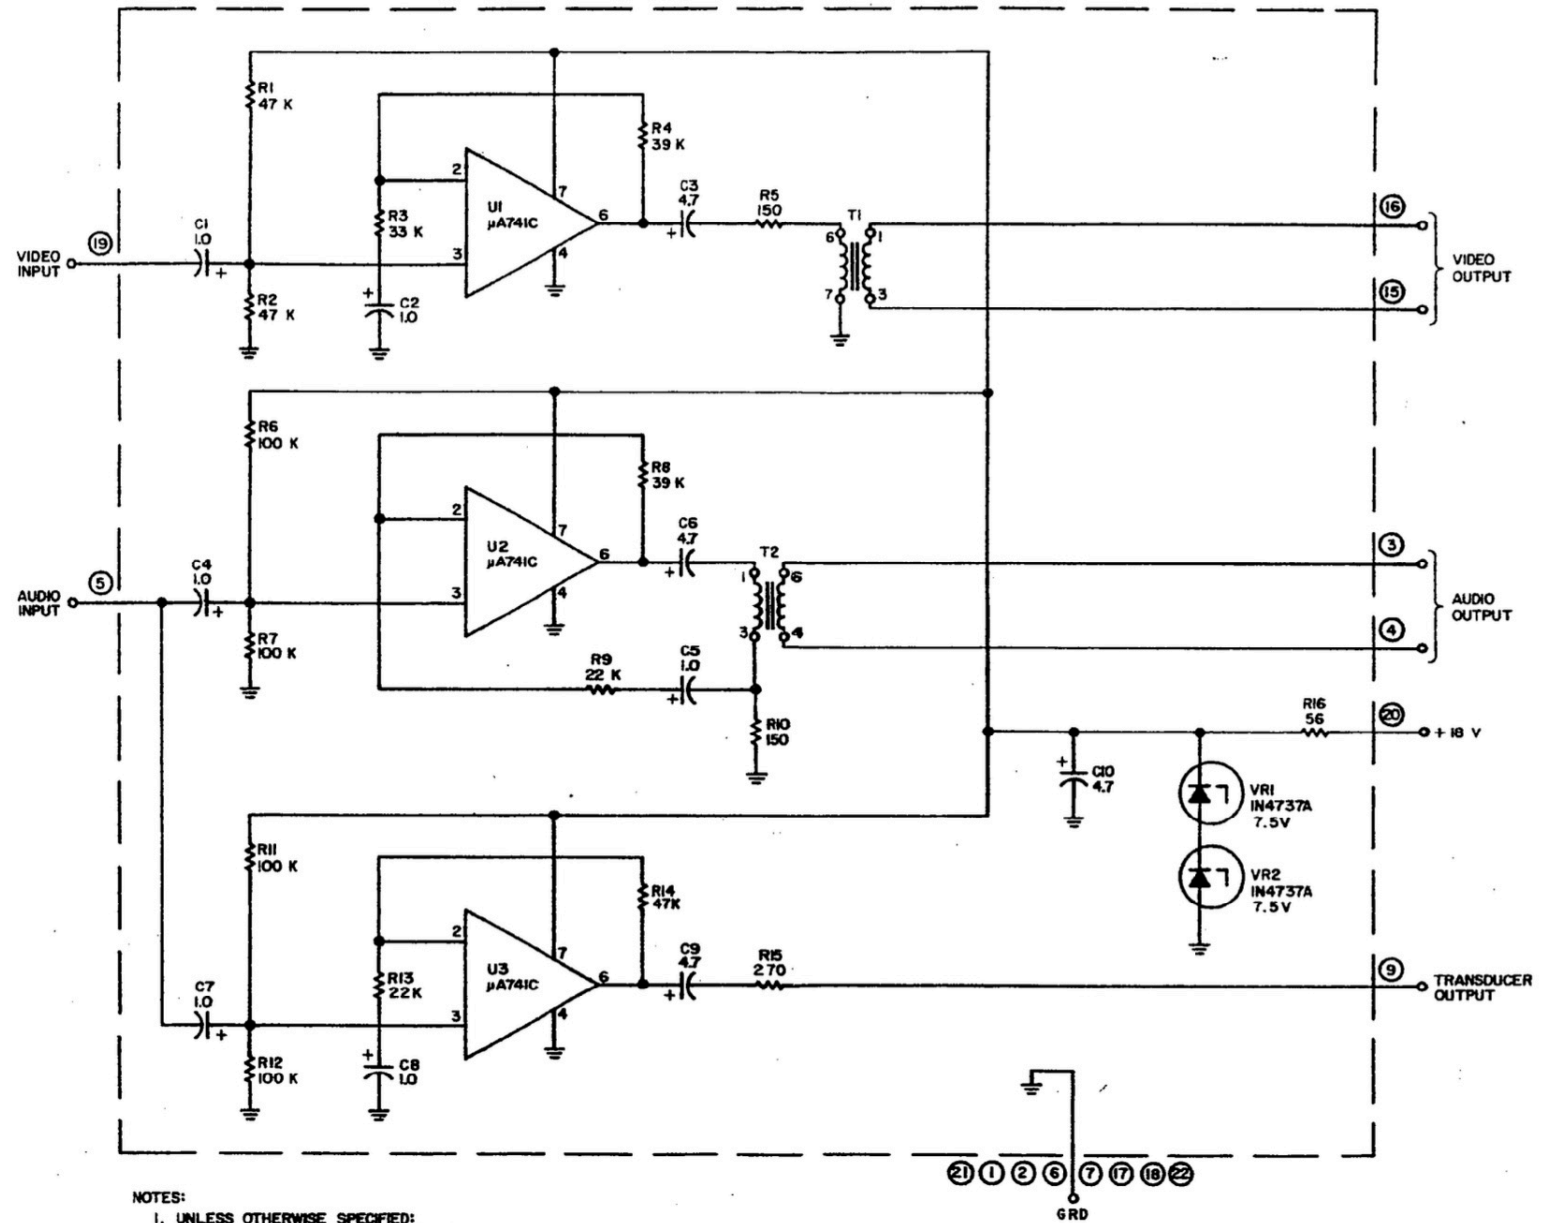 R1
47 K
R4
39 K
2
7
U1
µA741C
6
3
4
C3
4.7
+
R5
150
T1
6
1
7
3
16
15
VIDEO
OUTPUT
VIDEO
INPUT
19
C1
1.0
+
R3
33 K
R2
47 K
+
C2
1.0
R6
100 K
R8
39 K
2
7
U2
µA741C
6
3
4
C6
4.7
+
T2
1
6
3
4
3
4
AUDIO
OUTPUT
AUDIO
INPUT
5
C4
1.0
+
R7
100 K
R9
22 K
C5
1.0
+
R10
150
R16
56
20
+ 18 V
+
C10
4.7
VR1
IN4737A
7.5V
VR2
IN4737A
7.5V
R11
100 K
R14
47K
2
7
U3
µA741C
6
3
4
C9
4.7
+
R15
270
9
TRANSDUCER
OUTPUT
C7
1.0
+
R13
22K
R12
100 K
+
C8
1.0
21 1 2 6 7 17 18 22
GRD
NOTES:
1. UNLESS OTHERWISE SPECIFIED: